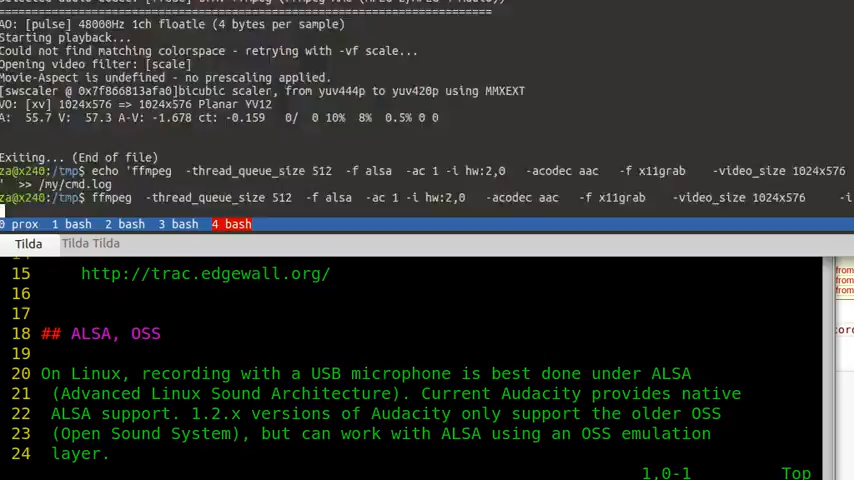 ================================================================================
AO: [pulse] 48000Hz 1ch floatle (4 bytes per sample)
Starting playback...
Could not find matching colorspace - retrying with -vf scale...
Opening video filter: [scale]
Movie-Aspect is undefined - no prescaling applied.
[swscaler @ 0x7f866813afa0]bicubic scaler, from yuv444p to yuv420p using MMXEXT
VO: [xv] 1024x576 => 1024x576 Planar YV12
A:  55.7 V:  57.3 A-V: -1.678 ct: -0.159   0/  0 10%  8%  0.5% 0 0
Exiting... (End of file)
za@x240:/tmp$ echo 'ffmpeg  -thread_queue_size 512  -f alsa  -ac 1 -i hw:2,0   -acodec aac   -f x11grab   -video_size 1024x576
'  >> /my/cmd.log
za@x240:/tmp$ ffmpeg  -thread_queue_size 512  -f alsa  -ac 1 -i hw:2,0   -acodec aac   -f x11grab   -video_size 1024x576     -i
0 prox  1 bash  2 bash  3 bash  4 bash
Tilda Tilda Tilda
15     http://trac.edgewall.org/
16
17
18 ## ALSA, OSS
19
20 On Linux, recording with a USB microphone is best done under ALSA
21 (Advanced Linux Sound Architecture). Current Audacity provides native
22 ALSA support. 1.2.x versions of Audacity only support the older OSS
23 (Open Sound System), but can work with ALSA using an OSS emulation
24 layer.
1,0-1 Top
from
from
from